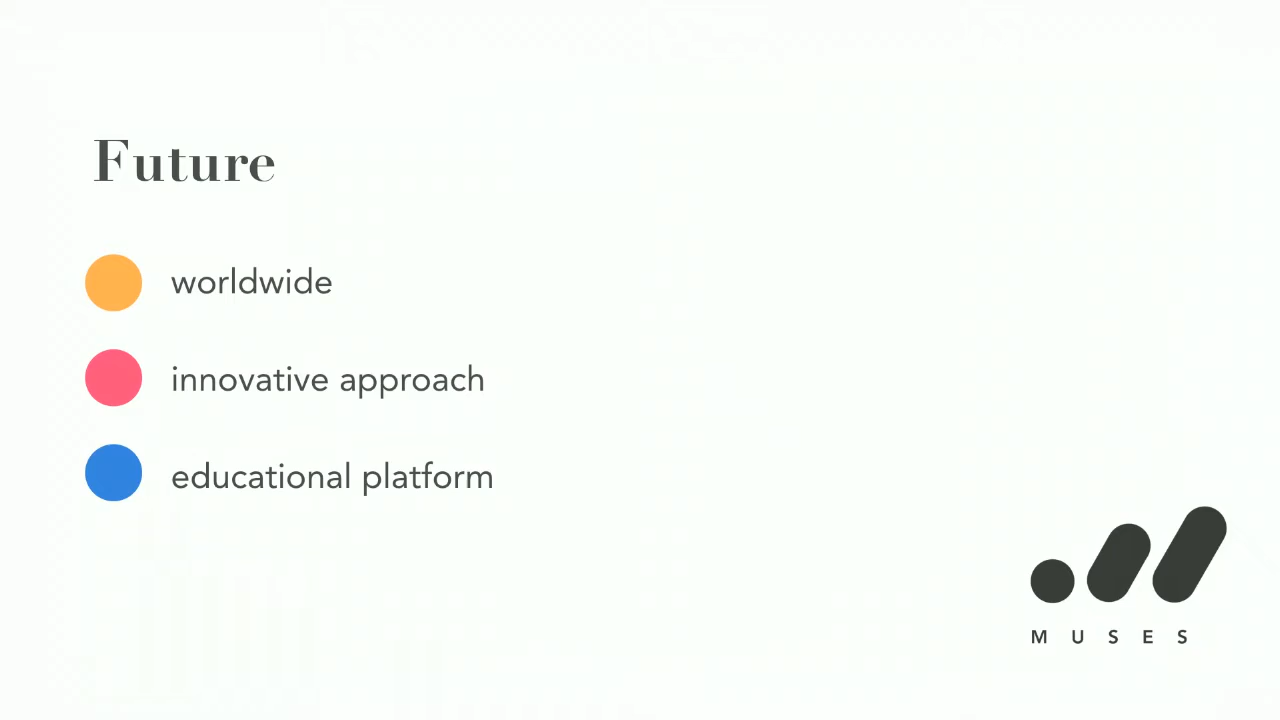 Future
worldwide
innovative approach
educational platform
MUSES